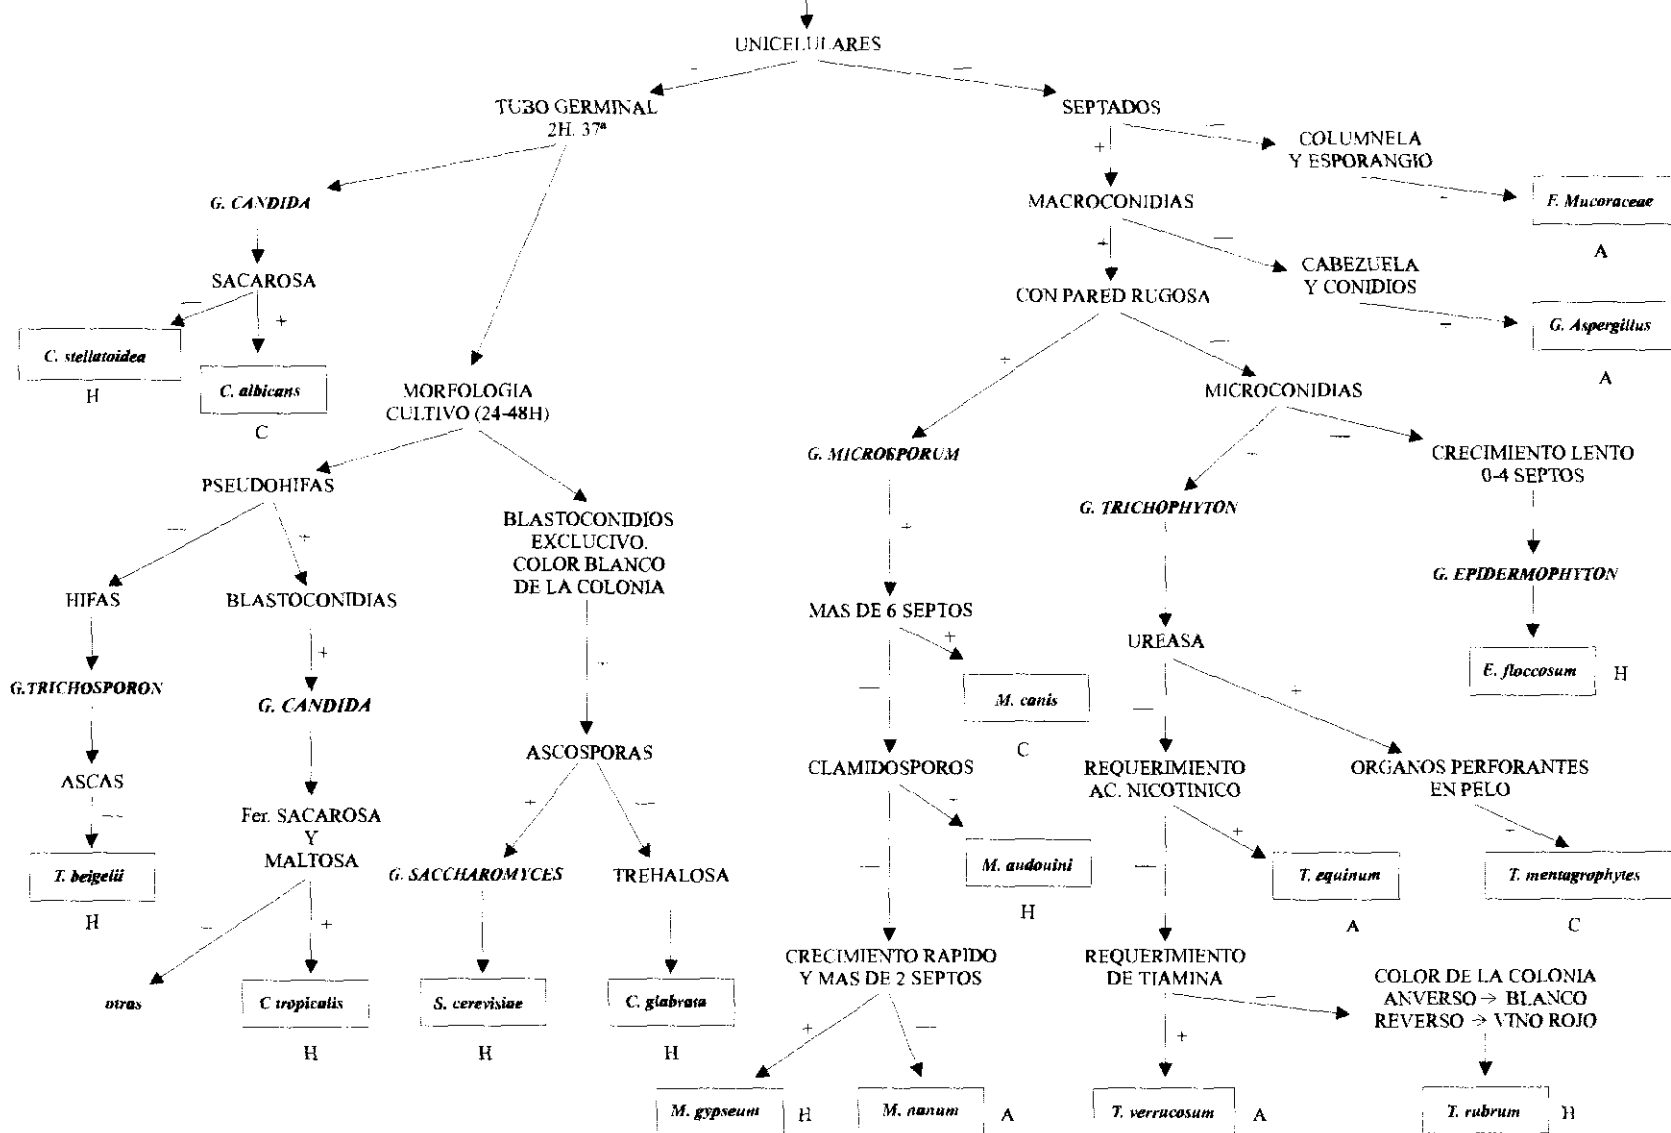 UNICELULARES
TUBO GERMINAL
2H. 37ª
SEPTADOS
COLUMNELA
Y ESPORANGIO
G. CANDIDA
MACROCONIDIAS
F. Mucoraceae
A
SACAROSA
CABEZUELA
Y CONIDIOS
CON PARED RUGOSA
G. Aspergillus
A
C. stellatoidea
H
C. albicans
C
MORFOLOGIA
CULTIVO (24-48H)
MICROCONIDIAS
G. MICROSPORUM
CRECIMIENTO LENTO
0-4 SEPTOS
PSEUDOHIFAS
G. TRICHOPHYTON
BLASTOCONIDIOS
EXCLUCIVO.
COLOR BLANCO
DE LA COLONIA
G. EPIDERMOPHYTON
HIFAS
BLASTOCONIDIAS
MAS DE 6 SEPTOS
UREASA
E. floccosum
H
G.TRICHOSPORON
G. CANDIDA
M. canis
C
ASCOSPORAS
CLAMIDOSPOROS
REQUERIMIENTO
AC. NICOTINICO
ORGANOS PERFORANTES
EN PELO
ASCAS
Fer. SACAROSA
Y
MALTOSA
T. beigelii
H
G. SACCHAROMYCES
TREHALOSA
M. audouini
H
T. equinum
A
T. mentagrophytes
C
CRECIMIENTO RAPIDO
Y MAS DE 2 SEPTOS
REQUERIMIENTO
DE TIAMINA
COLOR DE LA COLONIA
ANVERSO → BLANCO
REVERSO → VINO ROJO
otras
C tropicalis
H
S. cerevisiae
H
C. glabrata
H
M. gypseum
H
M. nanum
A
T. verrucosum
A
T. rubrum
H